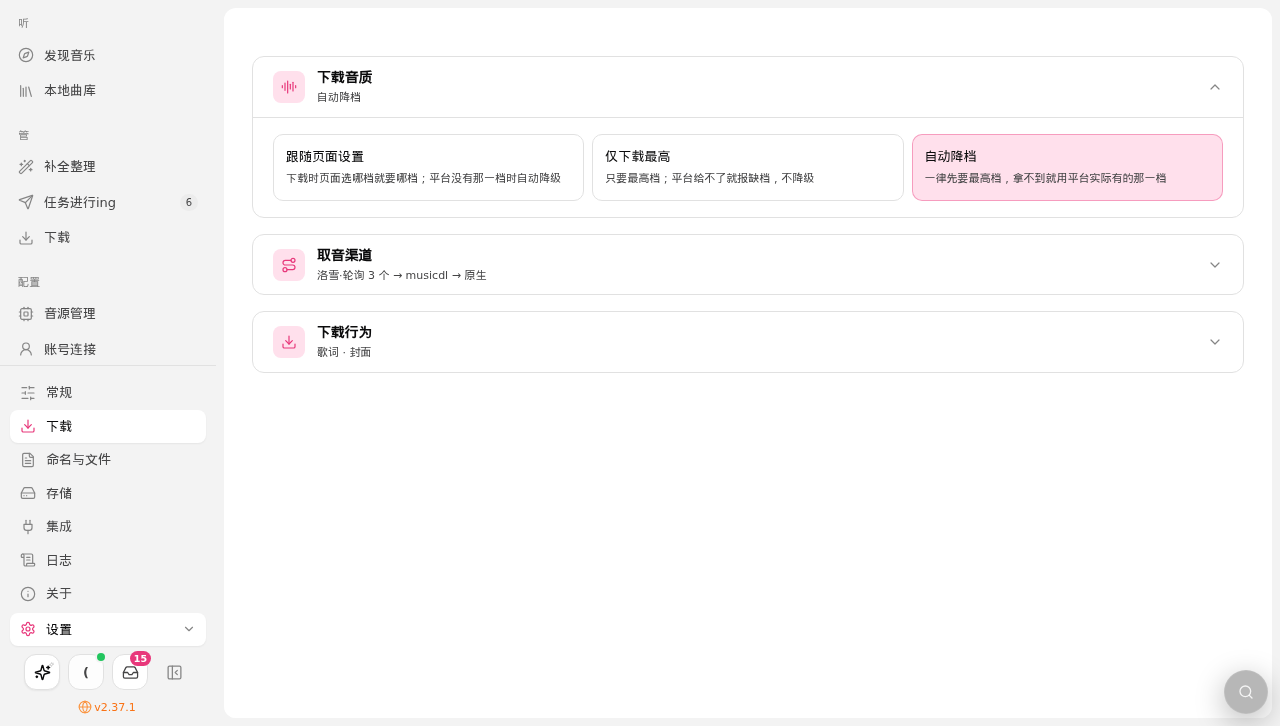 听
发现音乐
本地曲库
管
补全整理
任务进行ing 6
下载
配置
音源管理
账号连接
常规
下载
命名与文件
存储
集成
日志
关于
设置
(
15
v2.37.1
下载音质
自动降档
跟随页面设置
下载时页面选哪档就要哪档；平台没有那一档时自动降级
仅下载最高
只要最高档；平台给不了就报缺档，不降级
自动降档
一律先要最高档，拿不到就用平台实际有的那一档
取音渠道
洛雪·轮询 3 个 → musicdl → 原生
下载行为
歌词 · 封面